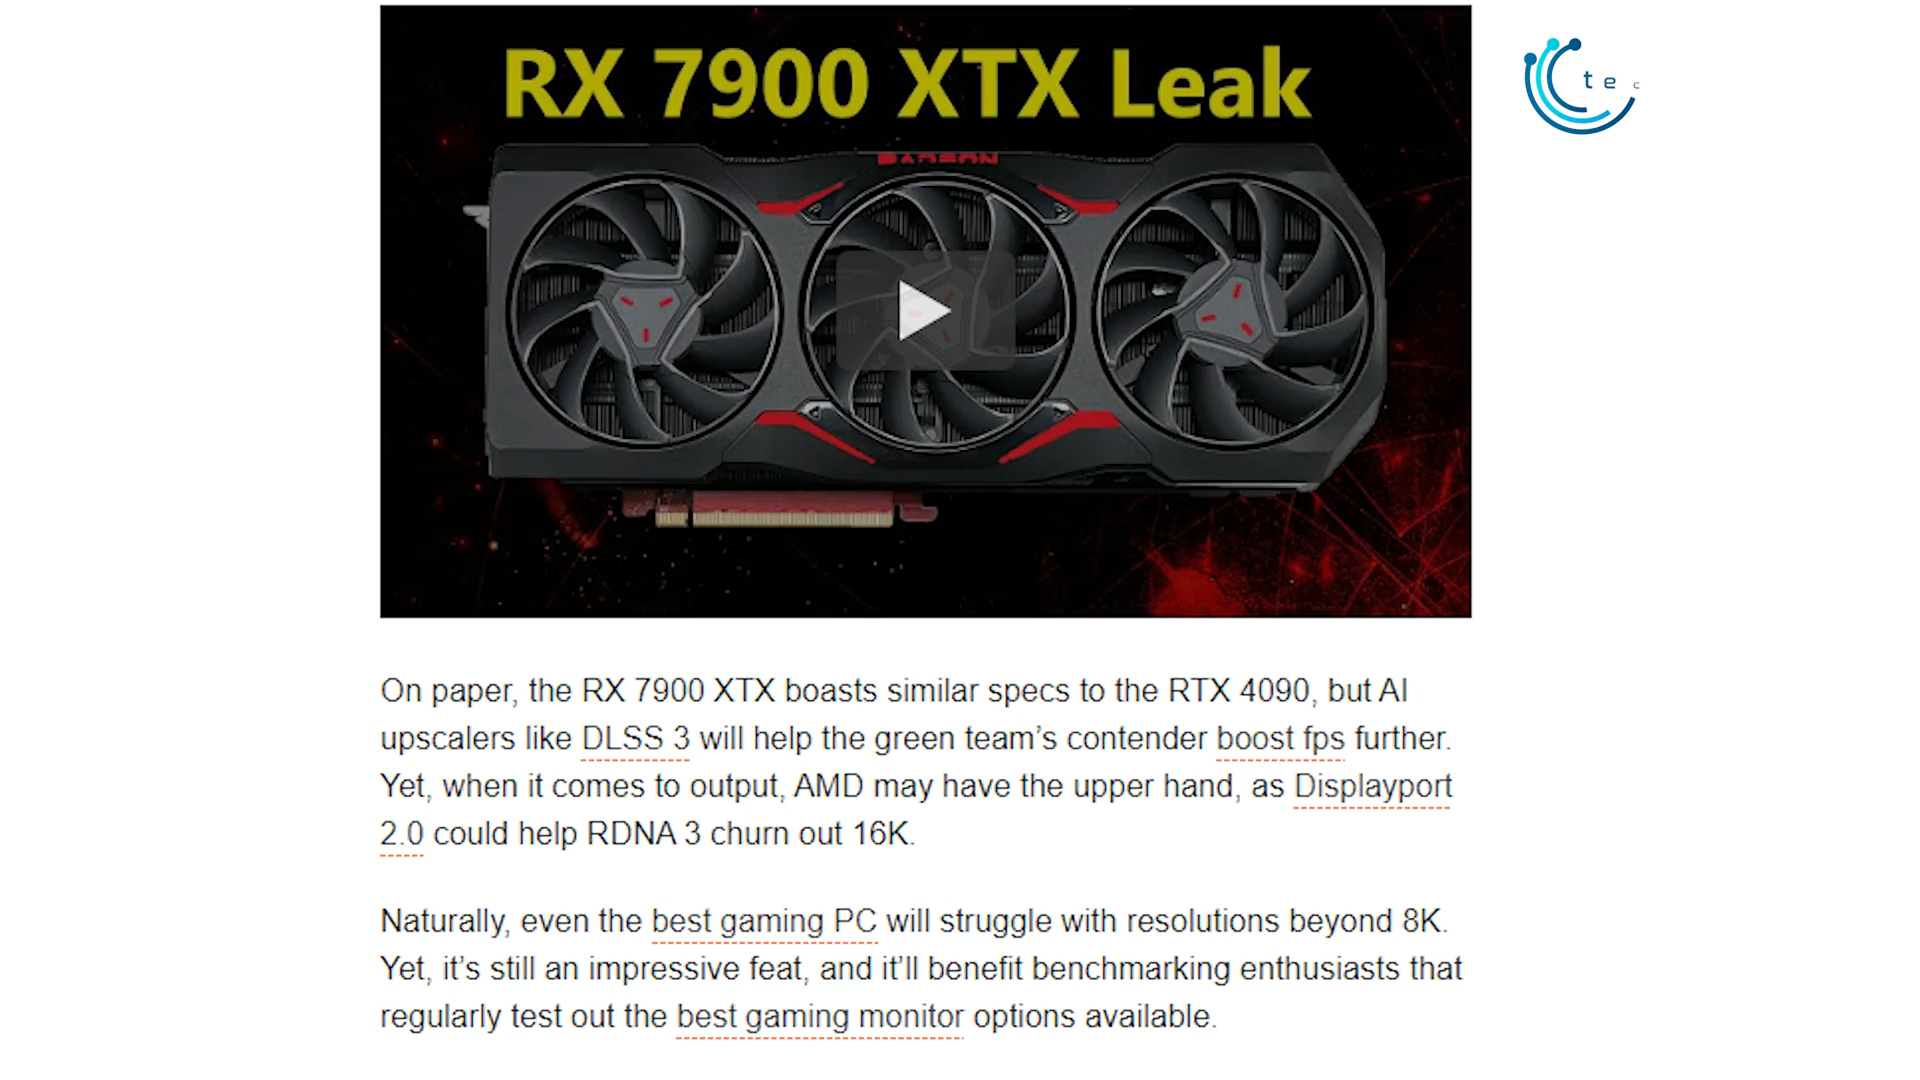 RX 7900 XTX Leak
RADEON
tec
On paper, the RX 7900 XTX boasts similar specs to the RTX 4090, but AI
upscalers like DLSS 3 will help the green team’s contender boost fps further.
Yet, when it comes to output, AMD may have the upper hand, as Displayport
2.0 could help RDNA 3 churn out 16K.
Naturally, even the best gaming PC will struggle with resolutions beyond 8K.
Yet, it’s still an impressive feat, and it’ll benefit benchmarking enthusiasts that
regularly test out the best gaming monitor options available.